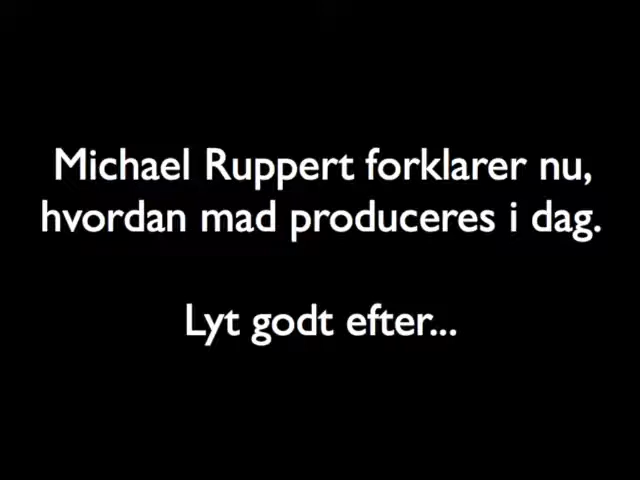 Michael Ruppert forklarer nu,
hvordan mad produceres i dag.
Lyt godt efter...